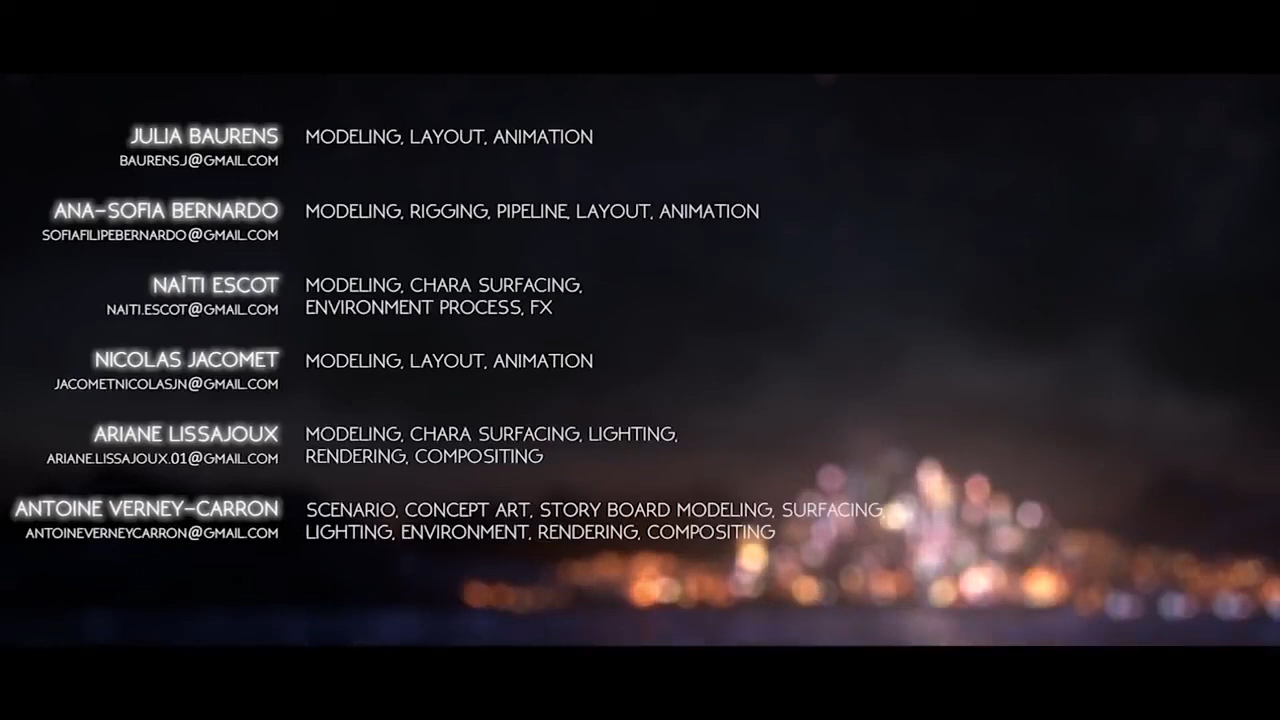 JULIA BAURENS MODELING, LAYOUT, ANIMATION
BAURENS.J@GMAIL.COM
ANA-SOFIA BERNARDO MODELING, RIGGING, PIPELINE, LAYOUT, ANIMATION
SOFIAFILIPEBERNARDO@GMAIL.COM
NAÏTI ESCOT MODELING, CHARA SURFACING,
NAITI.ESCOT@GMAIL.COM ENVIRONMENT PROCESS, FX
NICOLAS JACOMET MODELING, LAYOUT, ANIMATION
JACOMETNICOLASJN@GMAIL.COM
ARIANE LISSAJOUX MODELING, CHARA SURFACING, LIGHTING,
ARIANE.LISSAJOUX.01@GMAIL.COM RENDERING, COMPOSITING
ANTOINE VERNEY-CARRON SCENARIO, CONCEPT ART, STORY BOARD MODELING, SURFACING,
ANTOINEVERNEYCARRON@GMAIL.COM LIGHTING, ENVIRONMENT, RENDERING, COMPOSITING